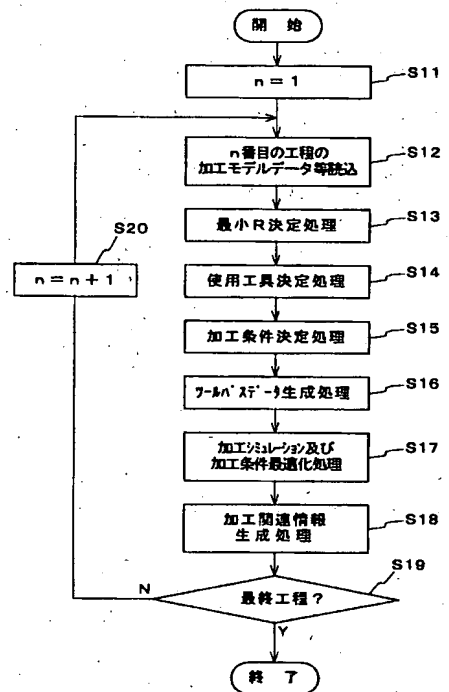 開 始
n = 1
S11
n番目の工程の
加工モデルデータ等読込
S12
最小R決定処理
S13
使用工具決定処理
S14
加工条件決定処理
S15
ツールパスデータ生成処理
S16
加工シミュレーション及び
加工条件最適化処理
S17
加工関連情報
生成処理
S18
最終工程?
S19
N
Y
S20
n = n + 1
終 了